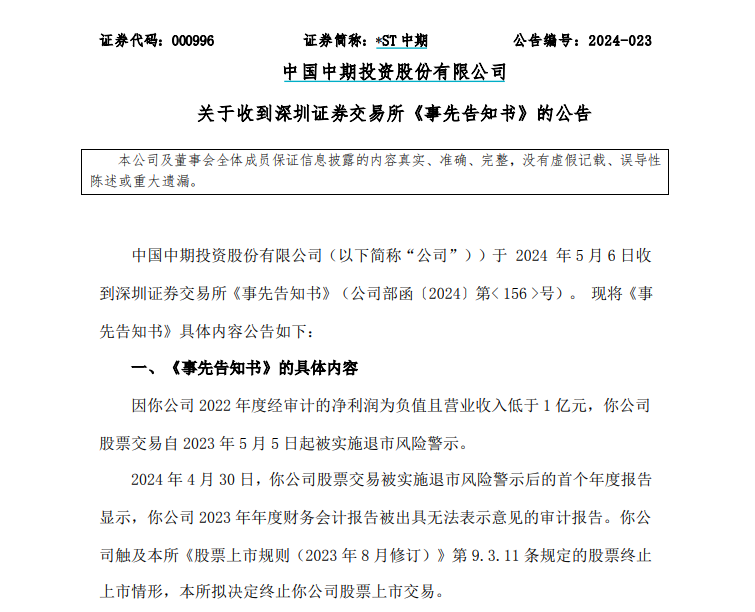 证券代码：000996 证券简称：*ST中期 公告编号：2024-023
中国中期投资股份有限公司
关于收到深圳证券交易所《事先告知书》的公告
本公司及董事会全体成员保证信息披露的内容真实、准确、完整，没有虚假记载、误导性
陈述或重大遗漏。
中国中期投资股份有限公司（以下简称“公司”））于 2024 年 5 月 6 日收
到深圳证券交易所《事先告知书》（公司部函〔2024〕第< 156 >号）。 现将《事
先告知书》具体内容公告如下：
一、《事先告知书》的具体内容
因你公司 2022 年度经审计的净利润为负值且营业收入低于 1 亿元，你公司
股票交易自 2023 年 5 月 5 日起被实施退市风险警示。
2024 年 4 月 30 日，你公司股票交易被实施退市风险警示后的首个年度报告
显示，你公司 2023 年年度财务会计报告被出具无法表示意见的审计报告。你公
司触及本所《股票上市规则（2023 年 8 月修订）》第 9.3.11 条规定的股票终止
上市情形，本所拟决定终止你公司股票上市交易。